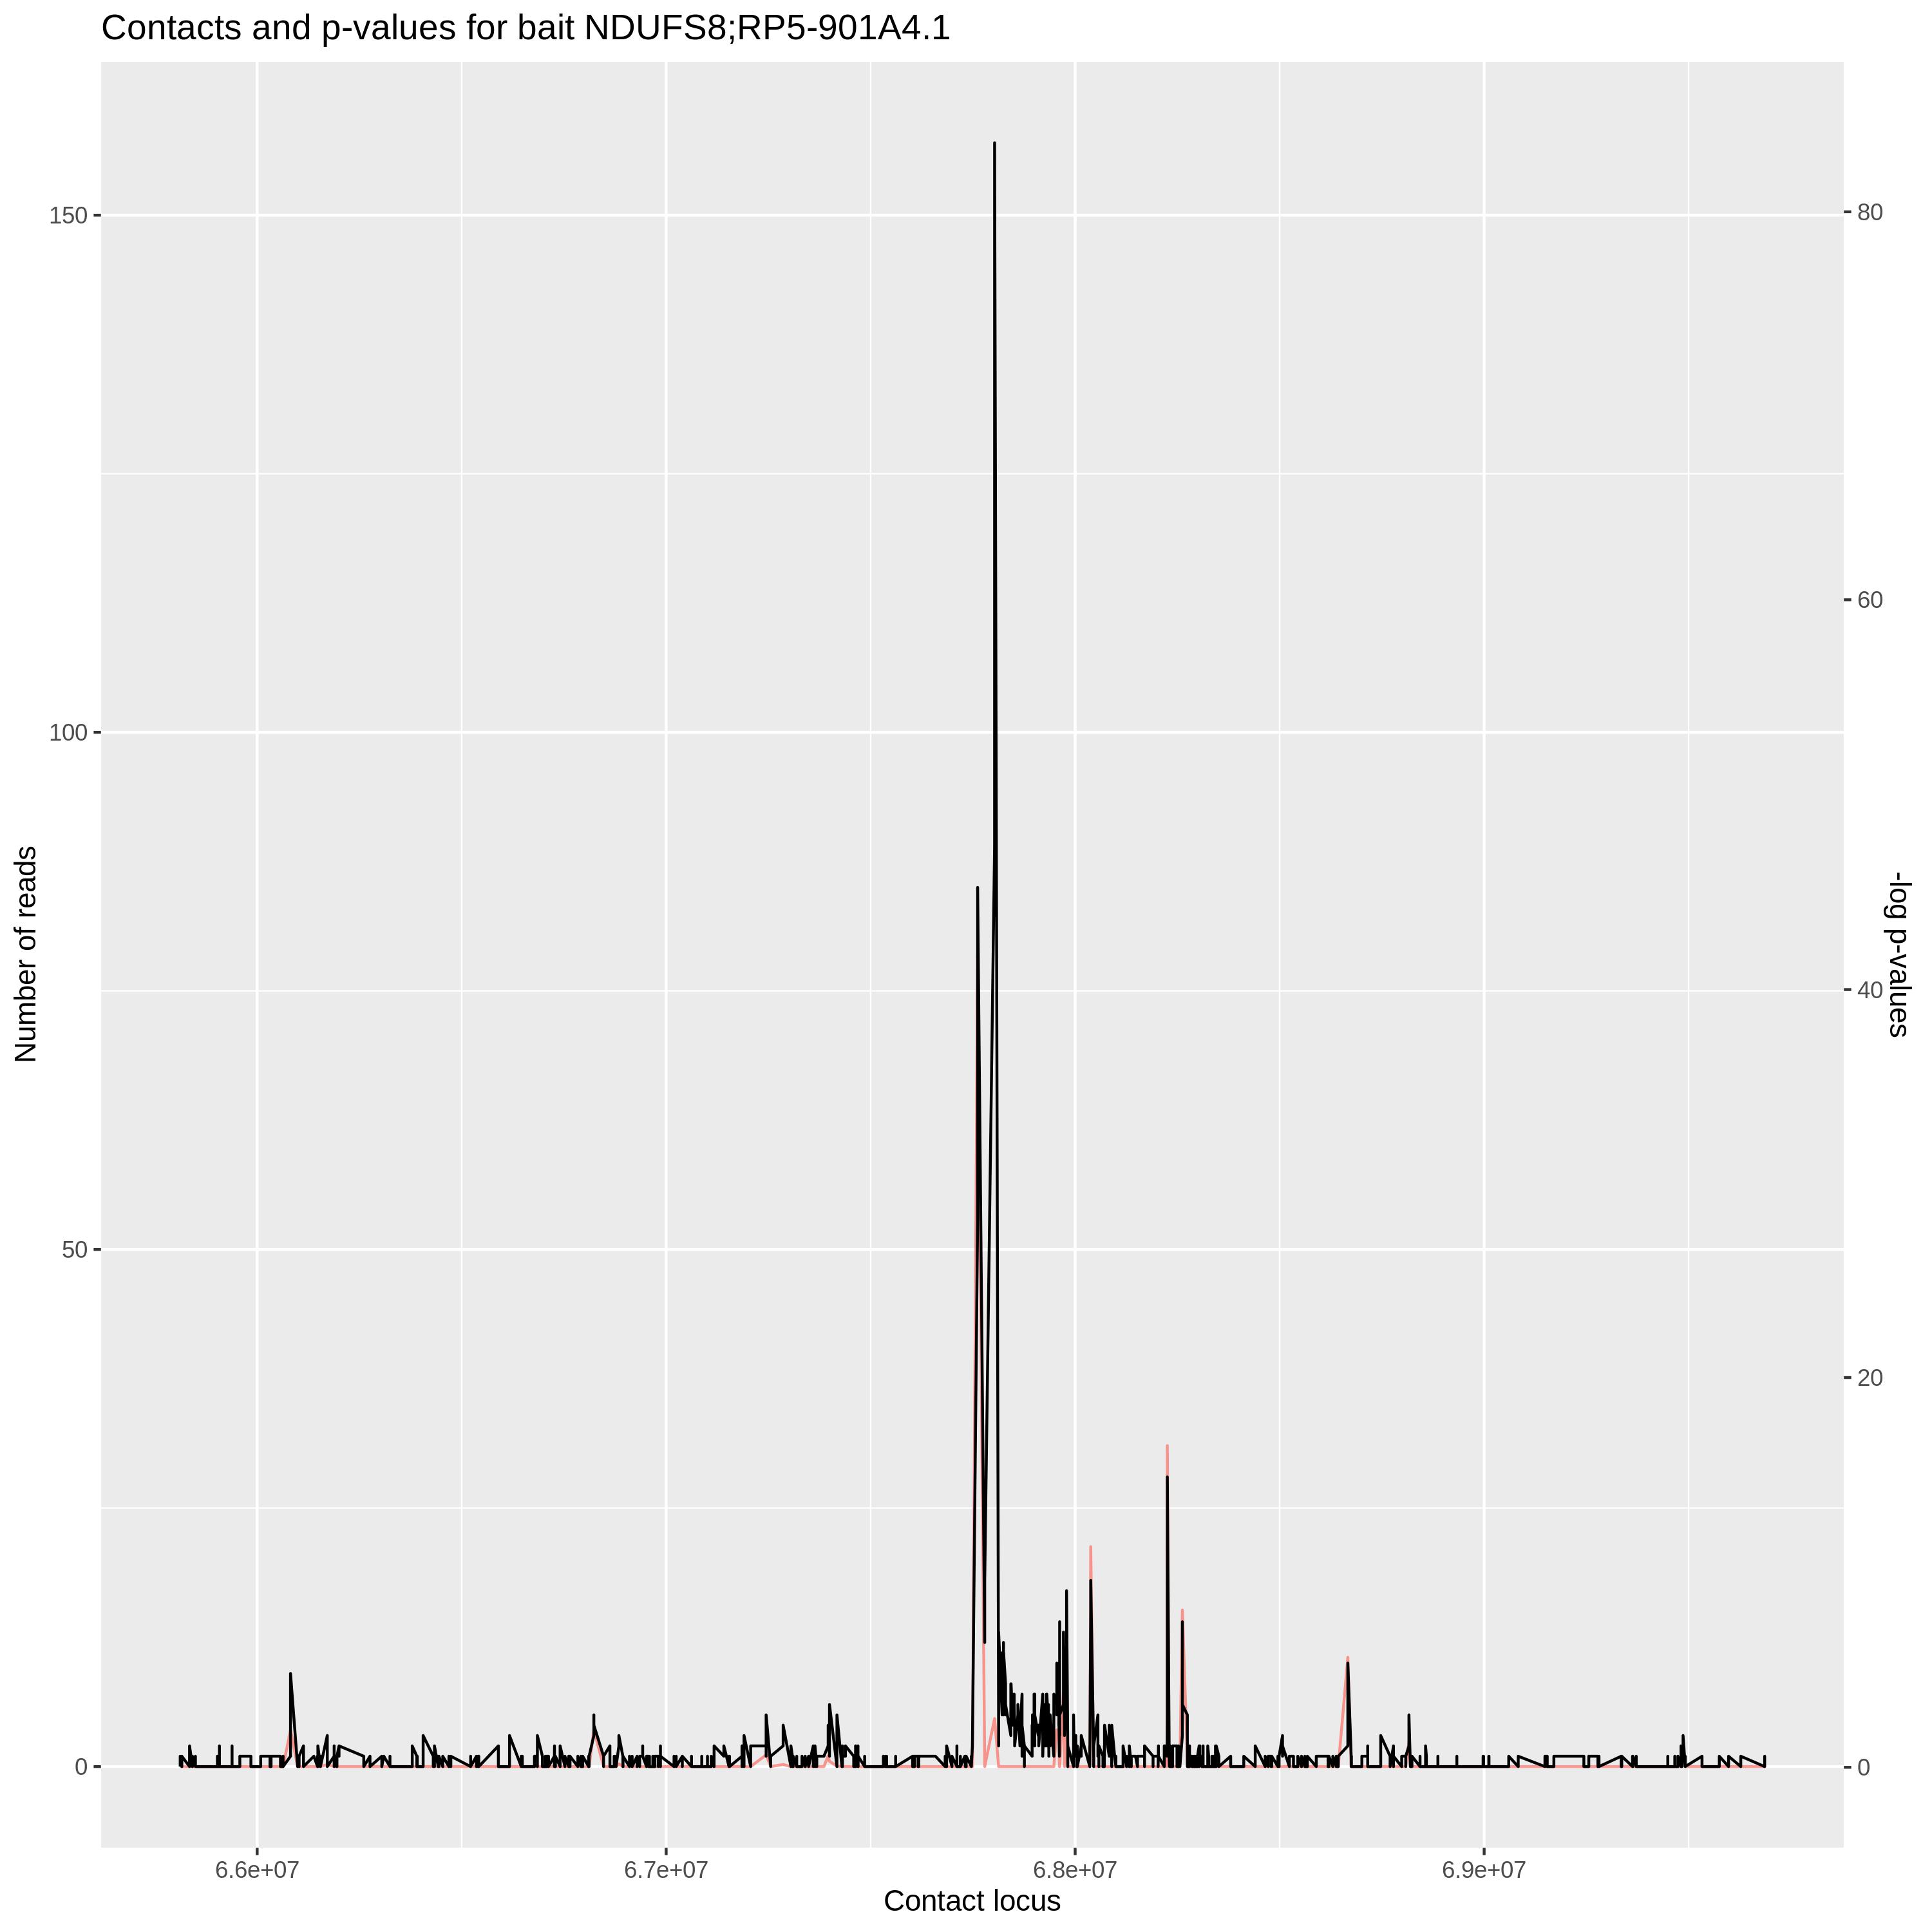 Contacts and p-values for bait NDUFS8;RP5-901A4.1
150
100
50
0
Number of reads
80
60
40
20
0
-log p-values
6.6e+07 6.7e+07 6.8e+07 6.9e+07
Contact locus